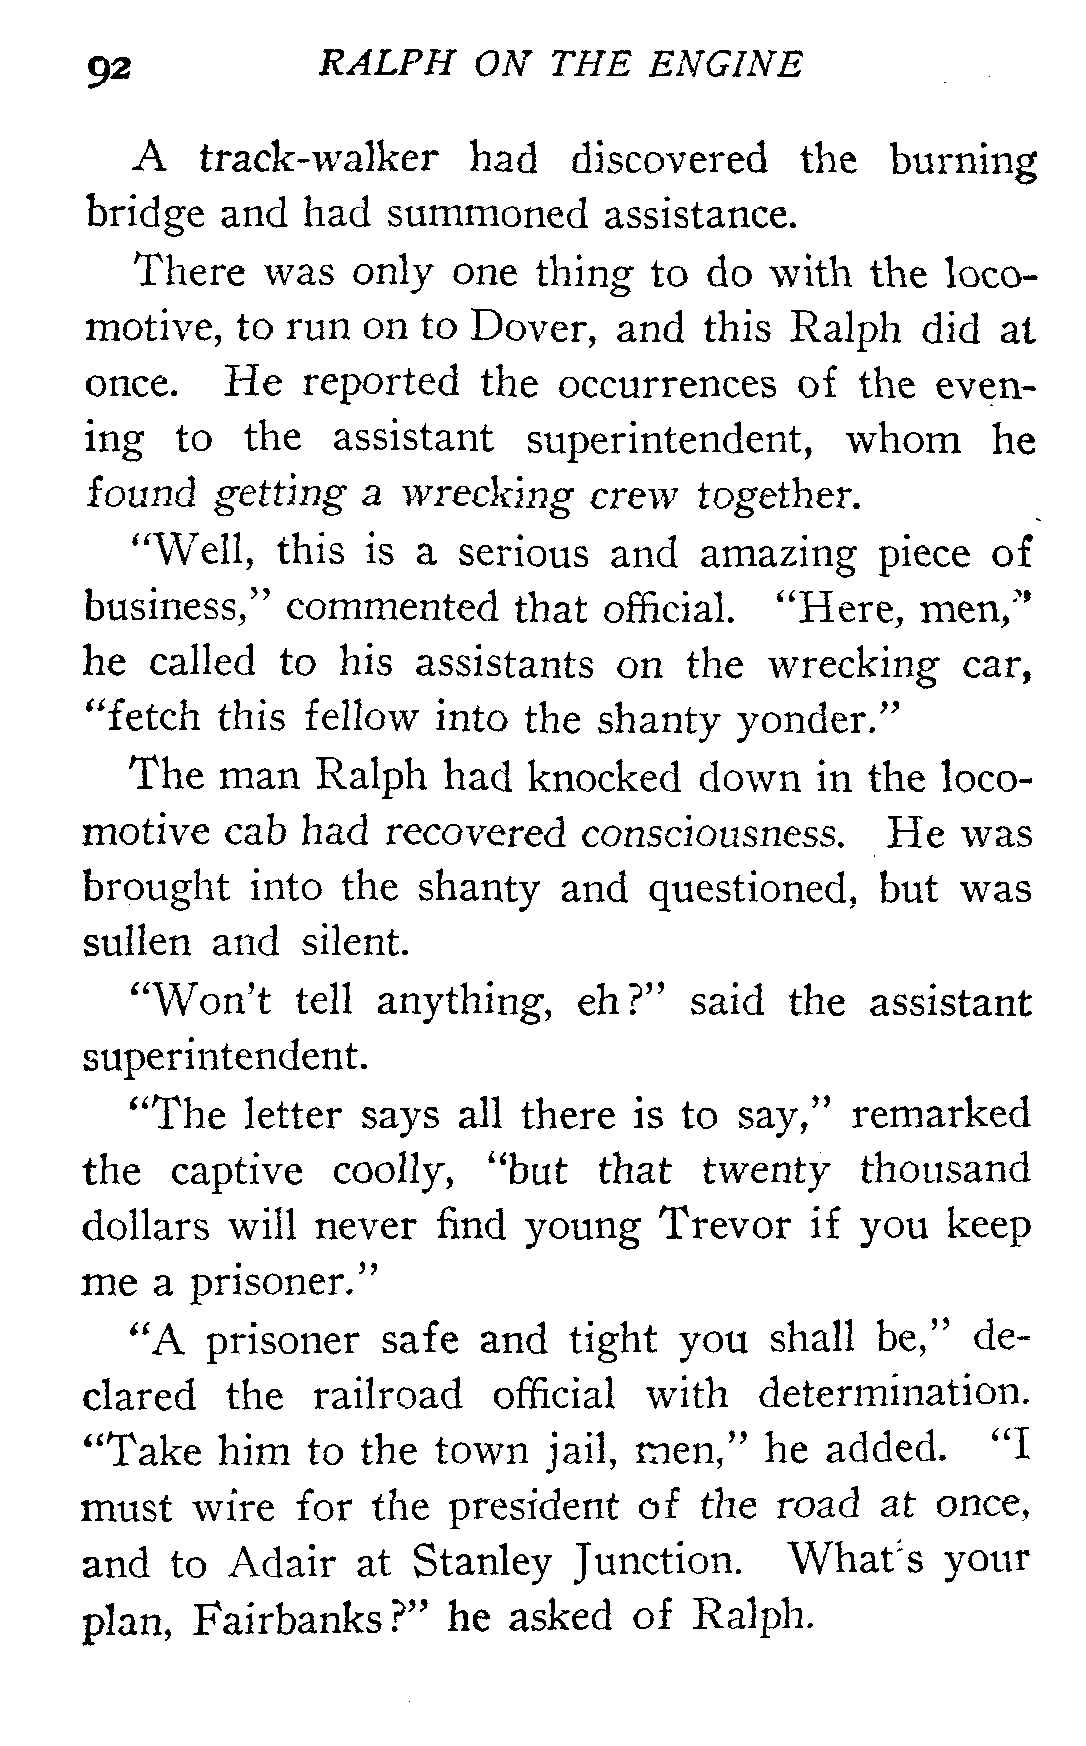 92 RALPH ON THE ENGINE
A track-walker had discovered the burning
bridge and had summoned assistance.
There was only one thing to do with the loco-
motive, to run on to Dover, and this Ralph did at
once. He reported the occurrences of the even-
ing to the assistant superintendent, whom he
found getting a wrecking crew together.
“Well, this is a serious and amazing piece of
business,” commented that official. “Here, men,”
he called to his assistants on the wrecking car,
“fetch this fellow into the shanty yonder.”
The man Ralph had knocked down in the loco-
motive cab had recovered consciousness. He was
brought into the shanty and questioned, but was
sullen and silent.
“Won't tell anything, eh?” said the assistant
superintendent.
“The letter says all there is to say,” remarked
the captive coolly, “but that twenty thousand
dollars will never find young Trevor if you keep
me a prisoner.”
“A prisoner safe and tight you shall be,” de-
clared the railroad official with determination.
“Take him to the town jail, men,” he added. “I
must wire for the president of the road at once,
and to Adair at Stanley Junction. What's your
plan, Fairbanks?” he asked of Ralph.